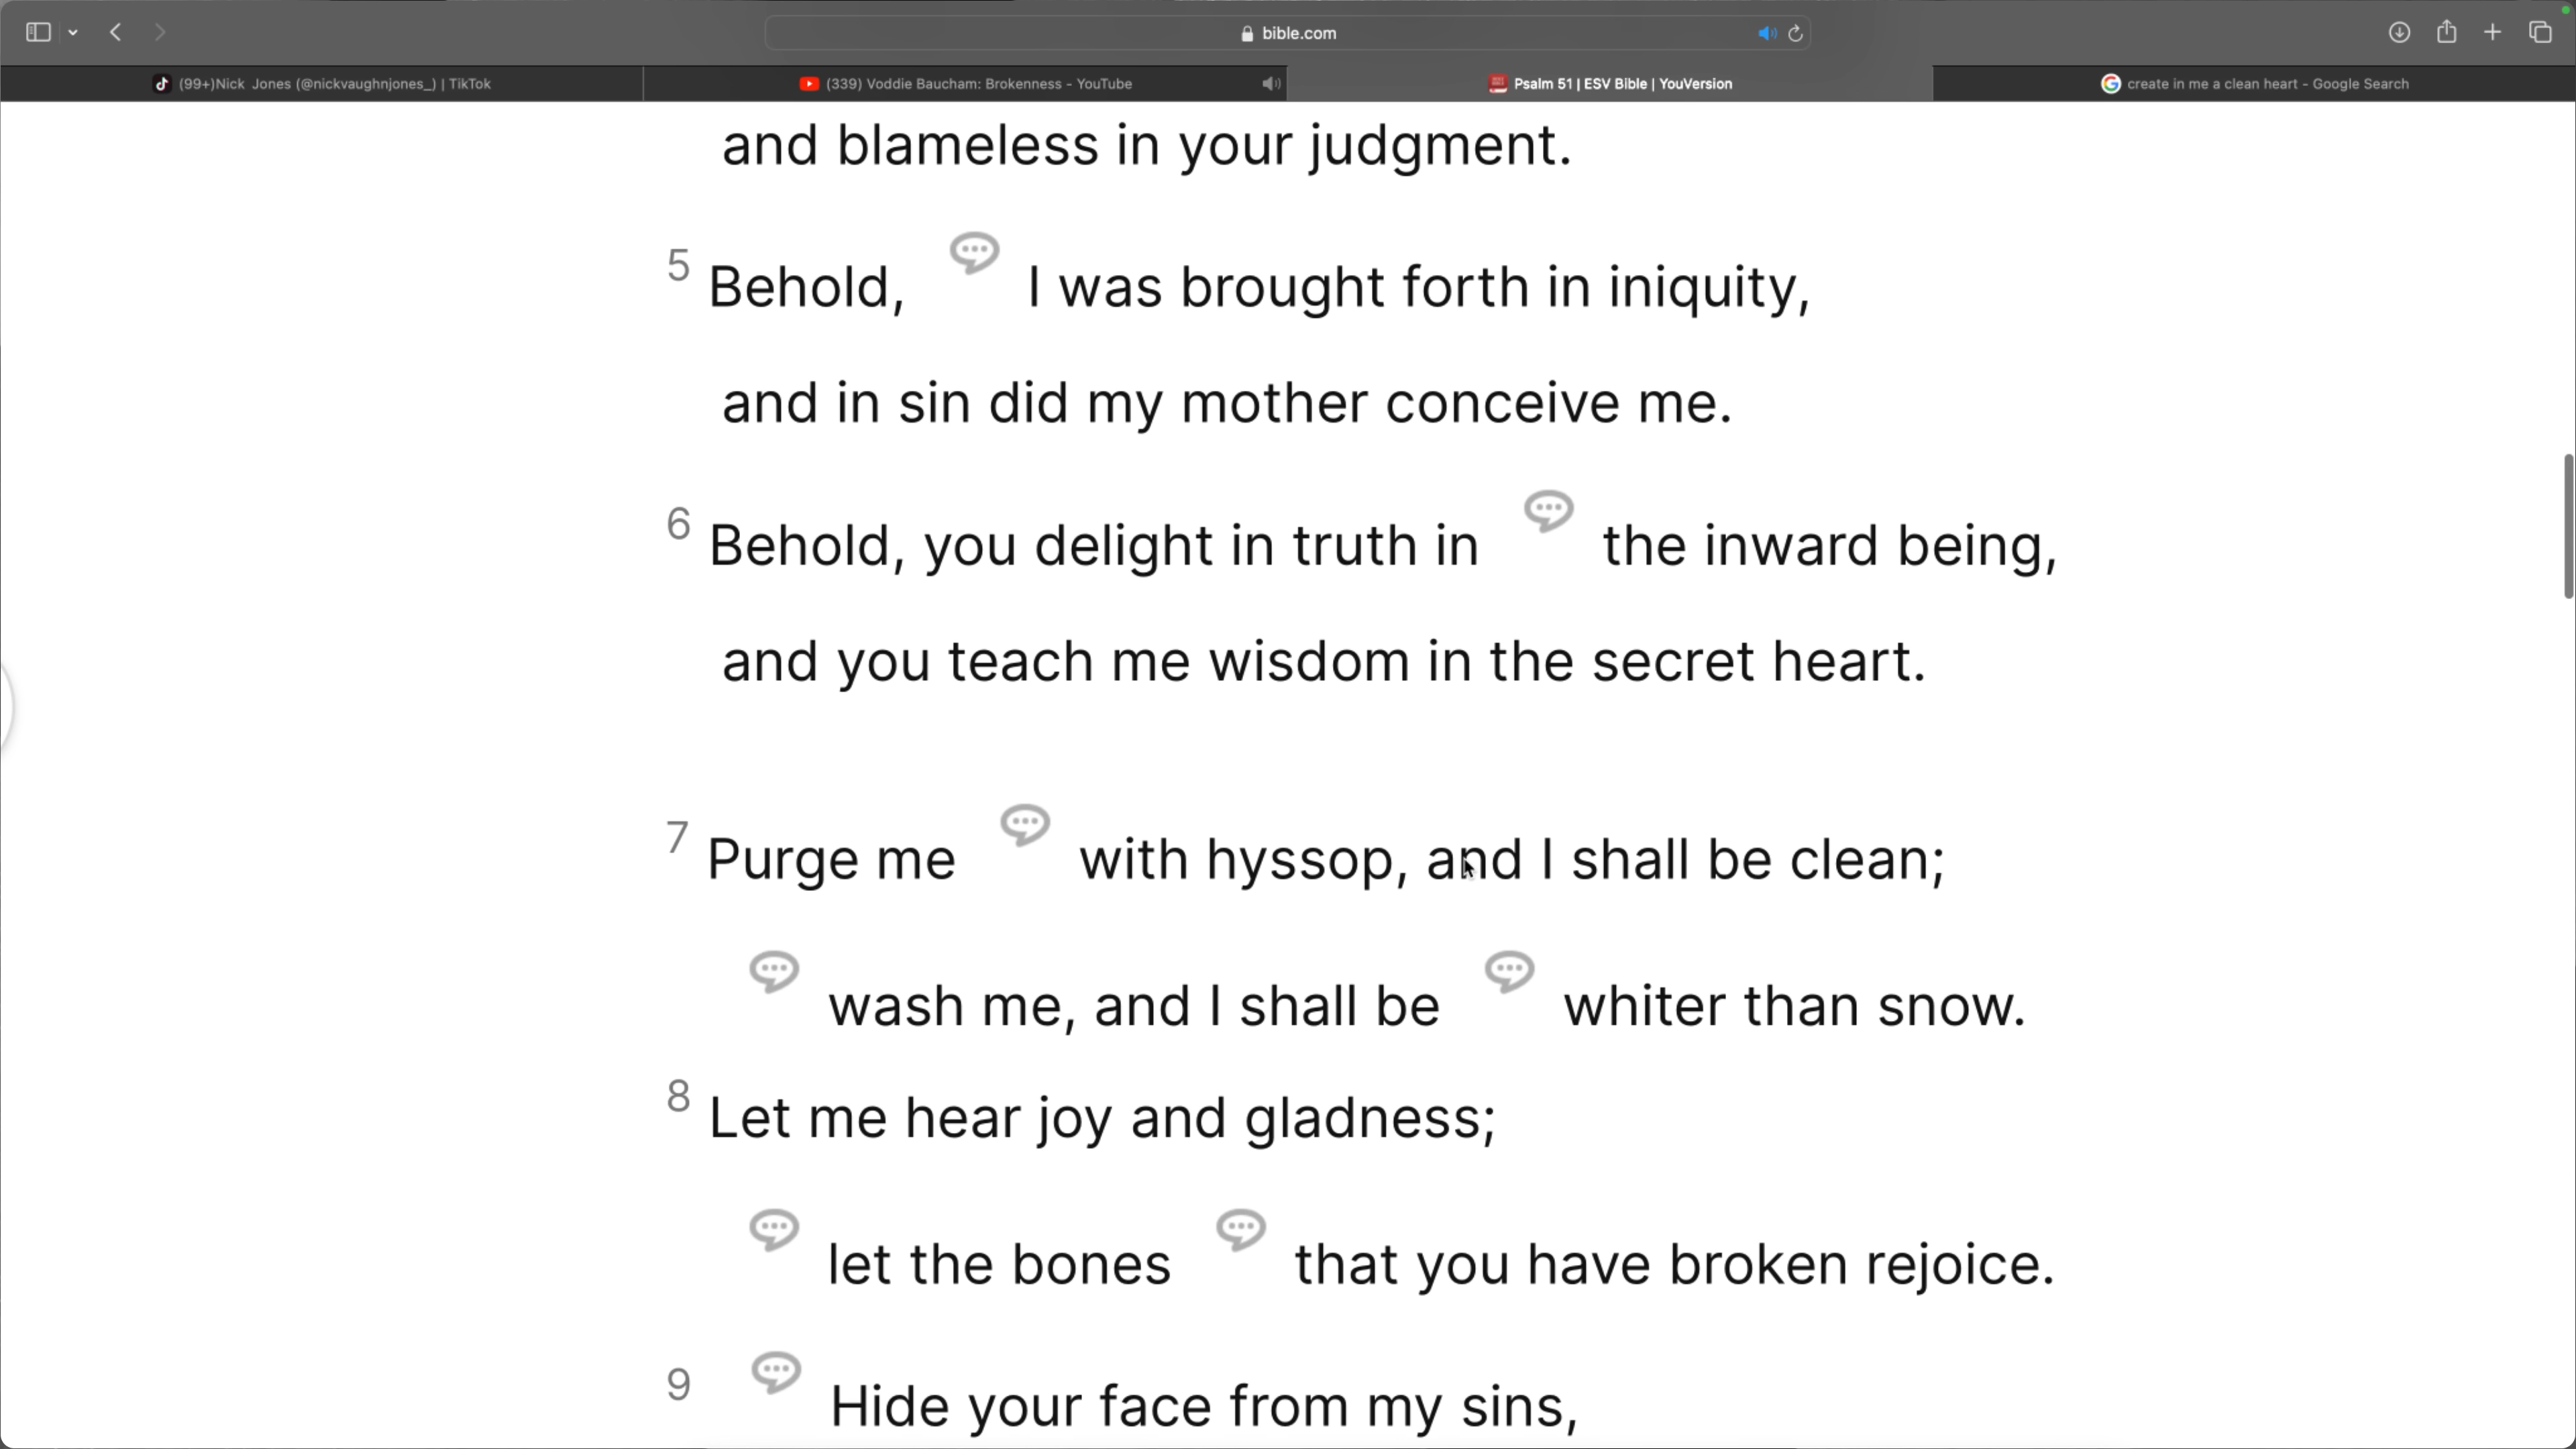 bible.com
(99+)Nick Jones (@nickvaughnjones_) | TikTok
(339) Voddie Baucham: Brokenness - YouTube
Psalm 51 | ESV Bible | YouVersion
create in me a clean heart - Google Search
and blameless in your judgment.
5 Behold, I was brought forth in iniquity,
and in sin did my mother conceive me.
6 Behold, you delight in truth in the inward being,
and you teach me wisdom in the secret heart.
7 Purge me with hyssop, and I shall be clean;
wash me, and I shall be whiter than snow.
8 Let me hear joy and gladness;
let the bones that you have broken rejoice.
9 Hide your face from my sins,